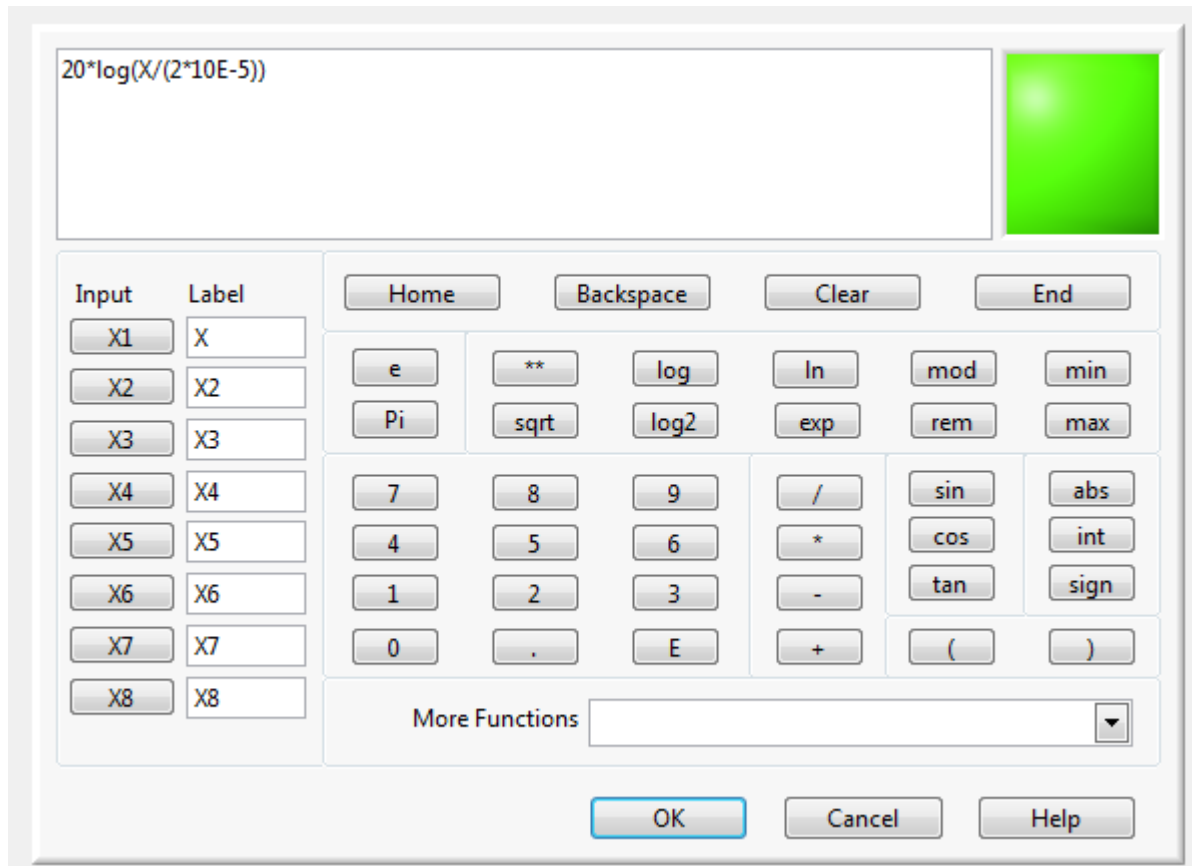 20*log(X/(2*10E-5))
Input Label
X1 X
X2 X2
X3 X3
X4 X4
X5 X5
X6 X6
X7 X7
X8 X8
Home Backspace Clear End
e ** log ln mod min
Pi sqrt log2 exp rem max
7 8 9 / sin abs
4 5 6 * cos int
1 2 3 - tan sign
0 . E + ( )
More Functions
OK Cancel Help